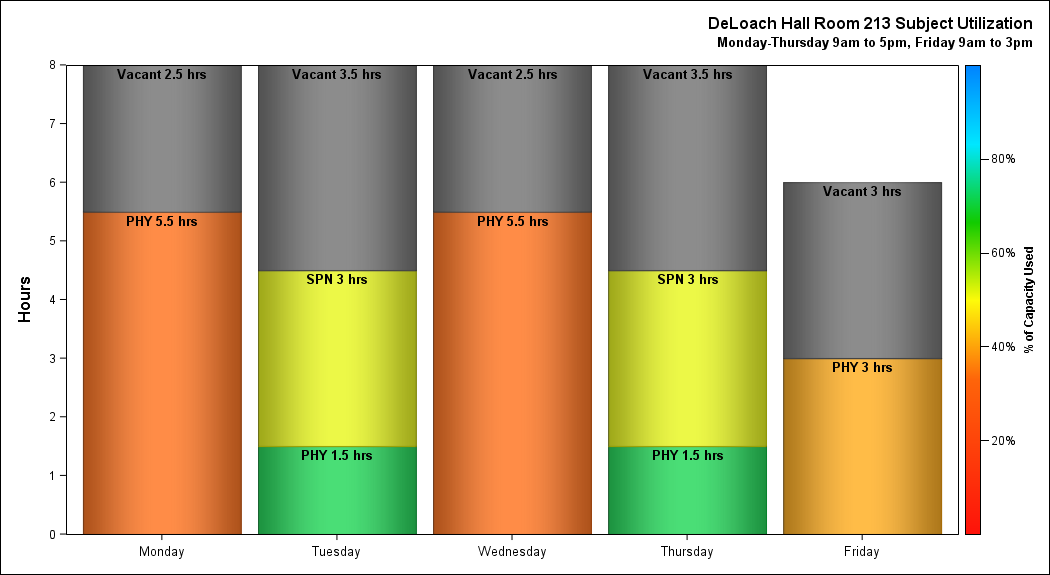 DeLoach Hall Room 213 Subject Utilization
Monday-Thursday 9am to 5pm, Friday 9am to 3pm
8
7
6
5
4
3
2
1
0
Hours
Vacant 2.5 hrs
PHY 5.5 hrs
Vacant 3.5 hrs
SPN 3 hrs
PHY 1.5 hrs
Vacant 2.5 hrs
PHY 5.5 hrs
Vacant 3.5 hrs
SPN 3 hrs
PHY 1.5 hrs
Vacant 3 hrs
PHY 3 hrs
Monday
Tuesday
Wednesday
Thursday
Friday
80%
60%
40%
20%
% of Capacity Used